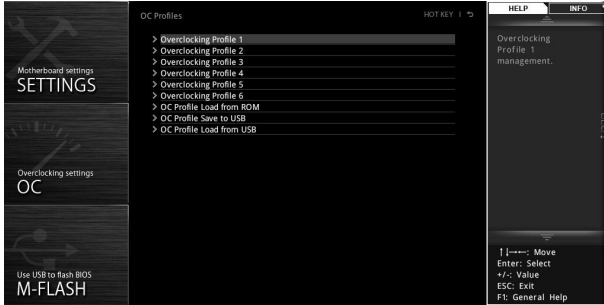 Motherboard settings
SETTINGS
Overclocking settings
OC
Use USB to flash BIOS
M-FLASH
OC Profiles
HOT KEY |
> Overclocking Profile 1
> Overclocking Profile 2
> Overclocking Profile 3
> Overclocking Profile 4
> Overclocking Profile 5
> Overclocking Profile 6
> OC Profile Load from ROM
> OC Profile Save to USB
> OC Profile Load from USB
HELP
INFO
Overclocking
Profile 1
management.
↑↓→←: Move
Enter: Select
+/-: Value
ESC: Exit
F1: General Help